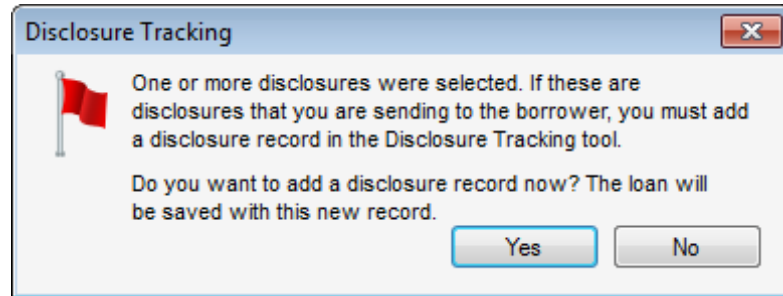 Disclosure Tracking
One or more disclosures were selected. If these are
disclosures that you are sending to the borrower, you must add
a disclosure record in the Disclosure Tracking tool.
Do you want to add a disclosure record now? The loan will
be saved with this new record.
Yes No